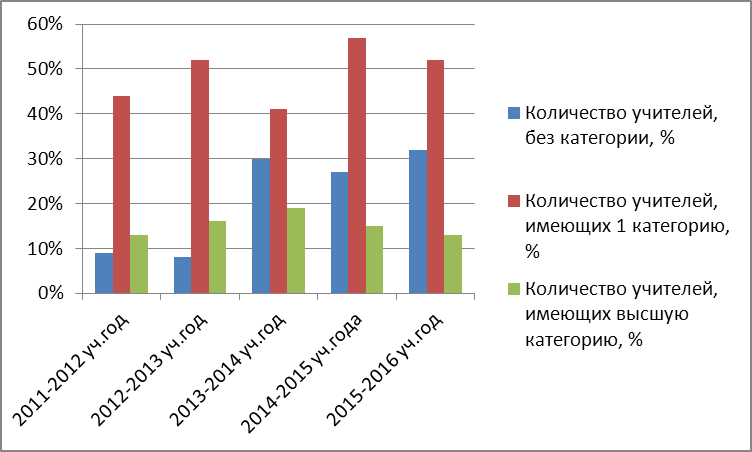 60%
50%
40%
30%
20%
10%
0%
2011-2012 уч.год
2012-2013 уч.год
2013-2014 уч.год
2014-2015 уч.года
2015-2016 уч.год
Количество учителей,
без категории, %
Количество учителей,
имеющих 1 категорию,
%
Количество учителей,
имеющих высшую
категорию, %